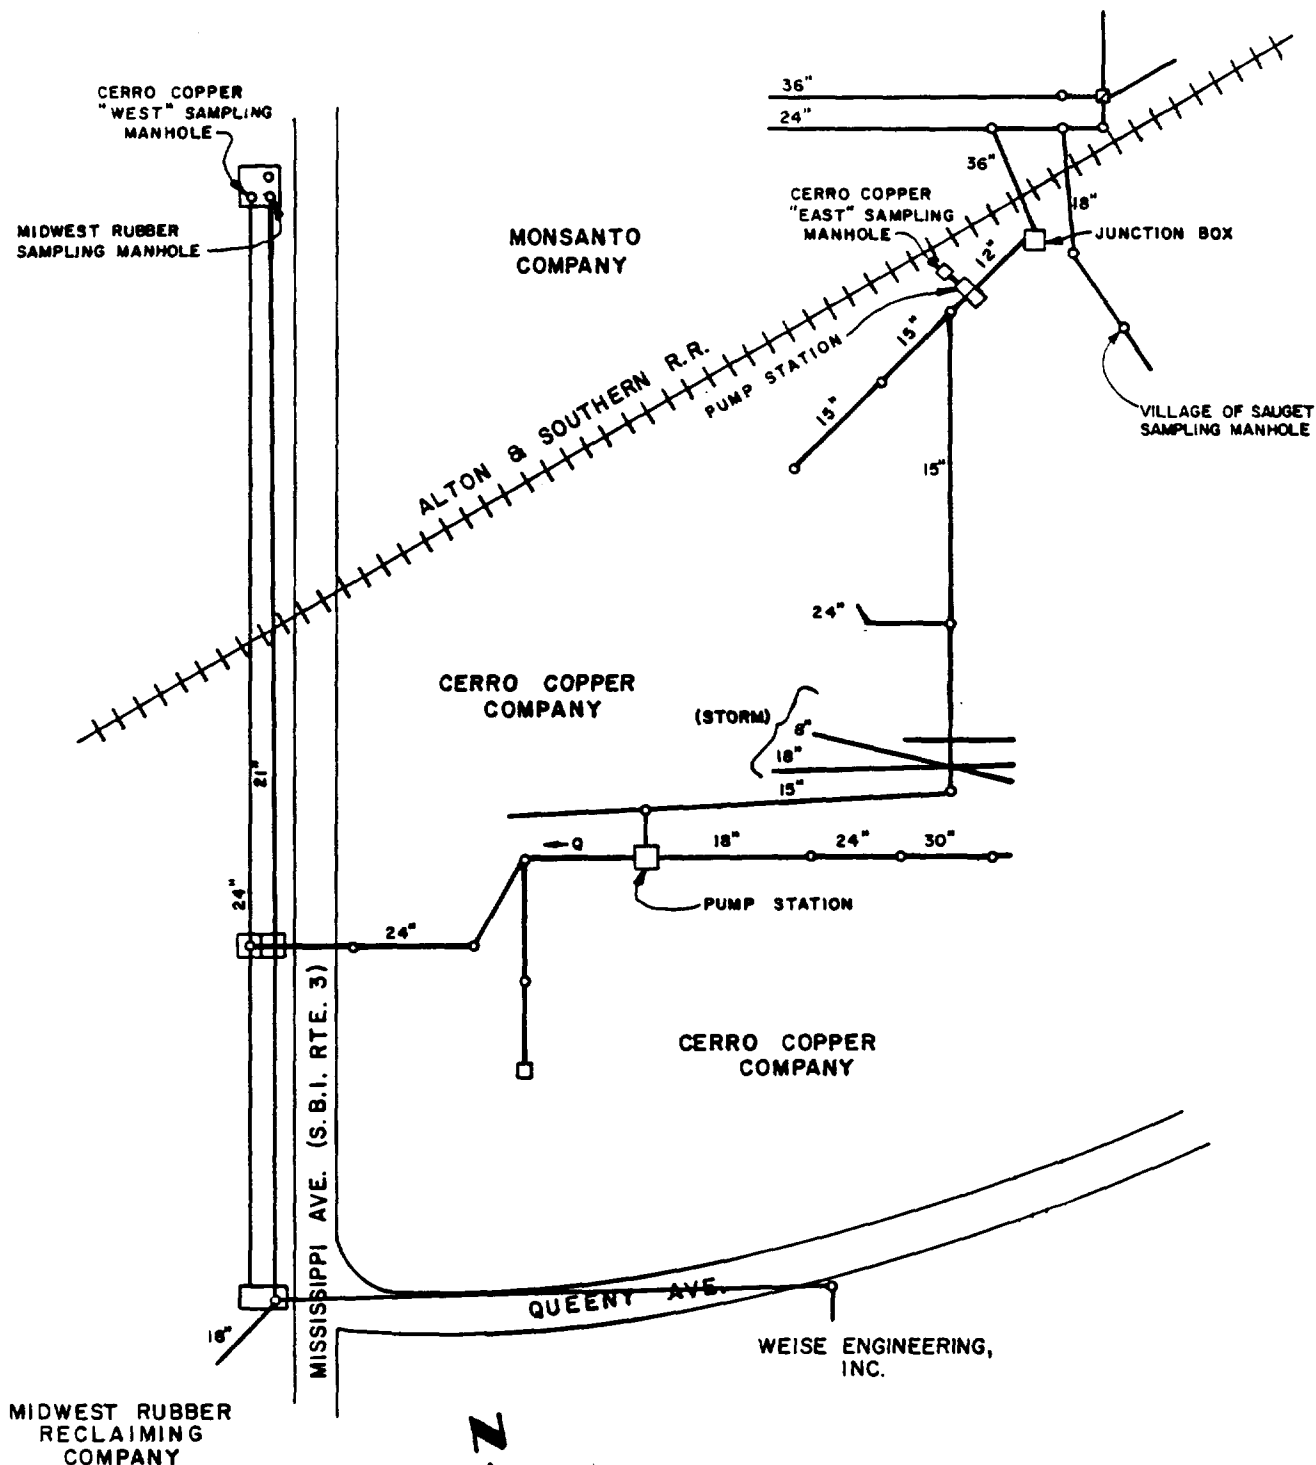 CERRO COPPER
"WEST" SAMPLING
MANHOLE
MIDWEST RUBBER
SAMPLING MANHOLE
MONSANTO
COMPANY
36"
24"
36"
18"
CERRO COPPER
"EAST" SAMPLING
MANHOLE
12"
JUNCTION BOX
15"
PUMP STATION
15"
VILLAGE OF SAUGET
SAMPLING MANHOLE
ALTON & SOUTHERN R.R.
15"
24"
CERRO COPPER
COMPANY
(STORM)
8"
18"
15"
21"
Q
18"
24"
30"
PUMP STATION
24"
24"
CERRO COPPER
COMPANY
MISSISSIPPI AVE. (S.B.I. RTE. 3)
QUEENY AVE.
18"
WEISE ENGINEERING,
INC.
MIDWEST RUBBER
RECLAIMING
COMPANY
N